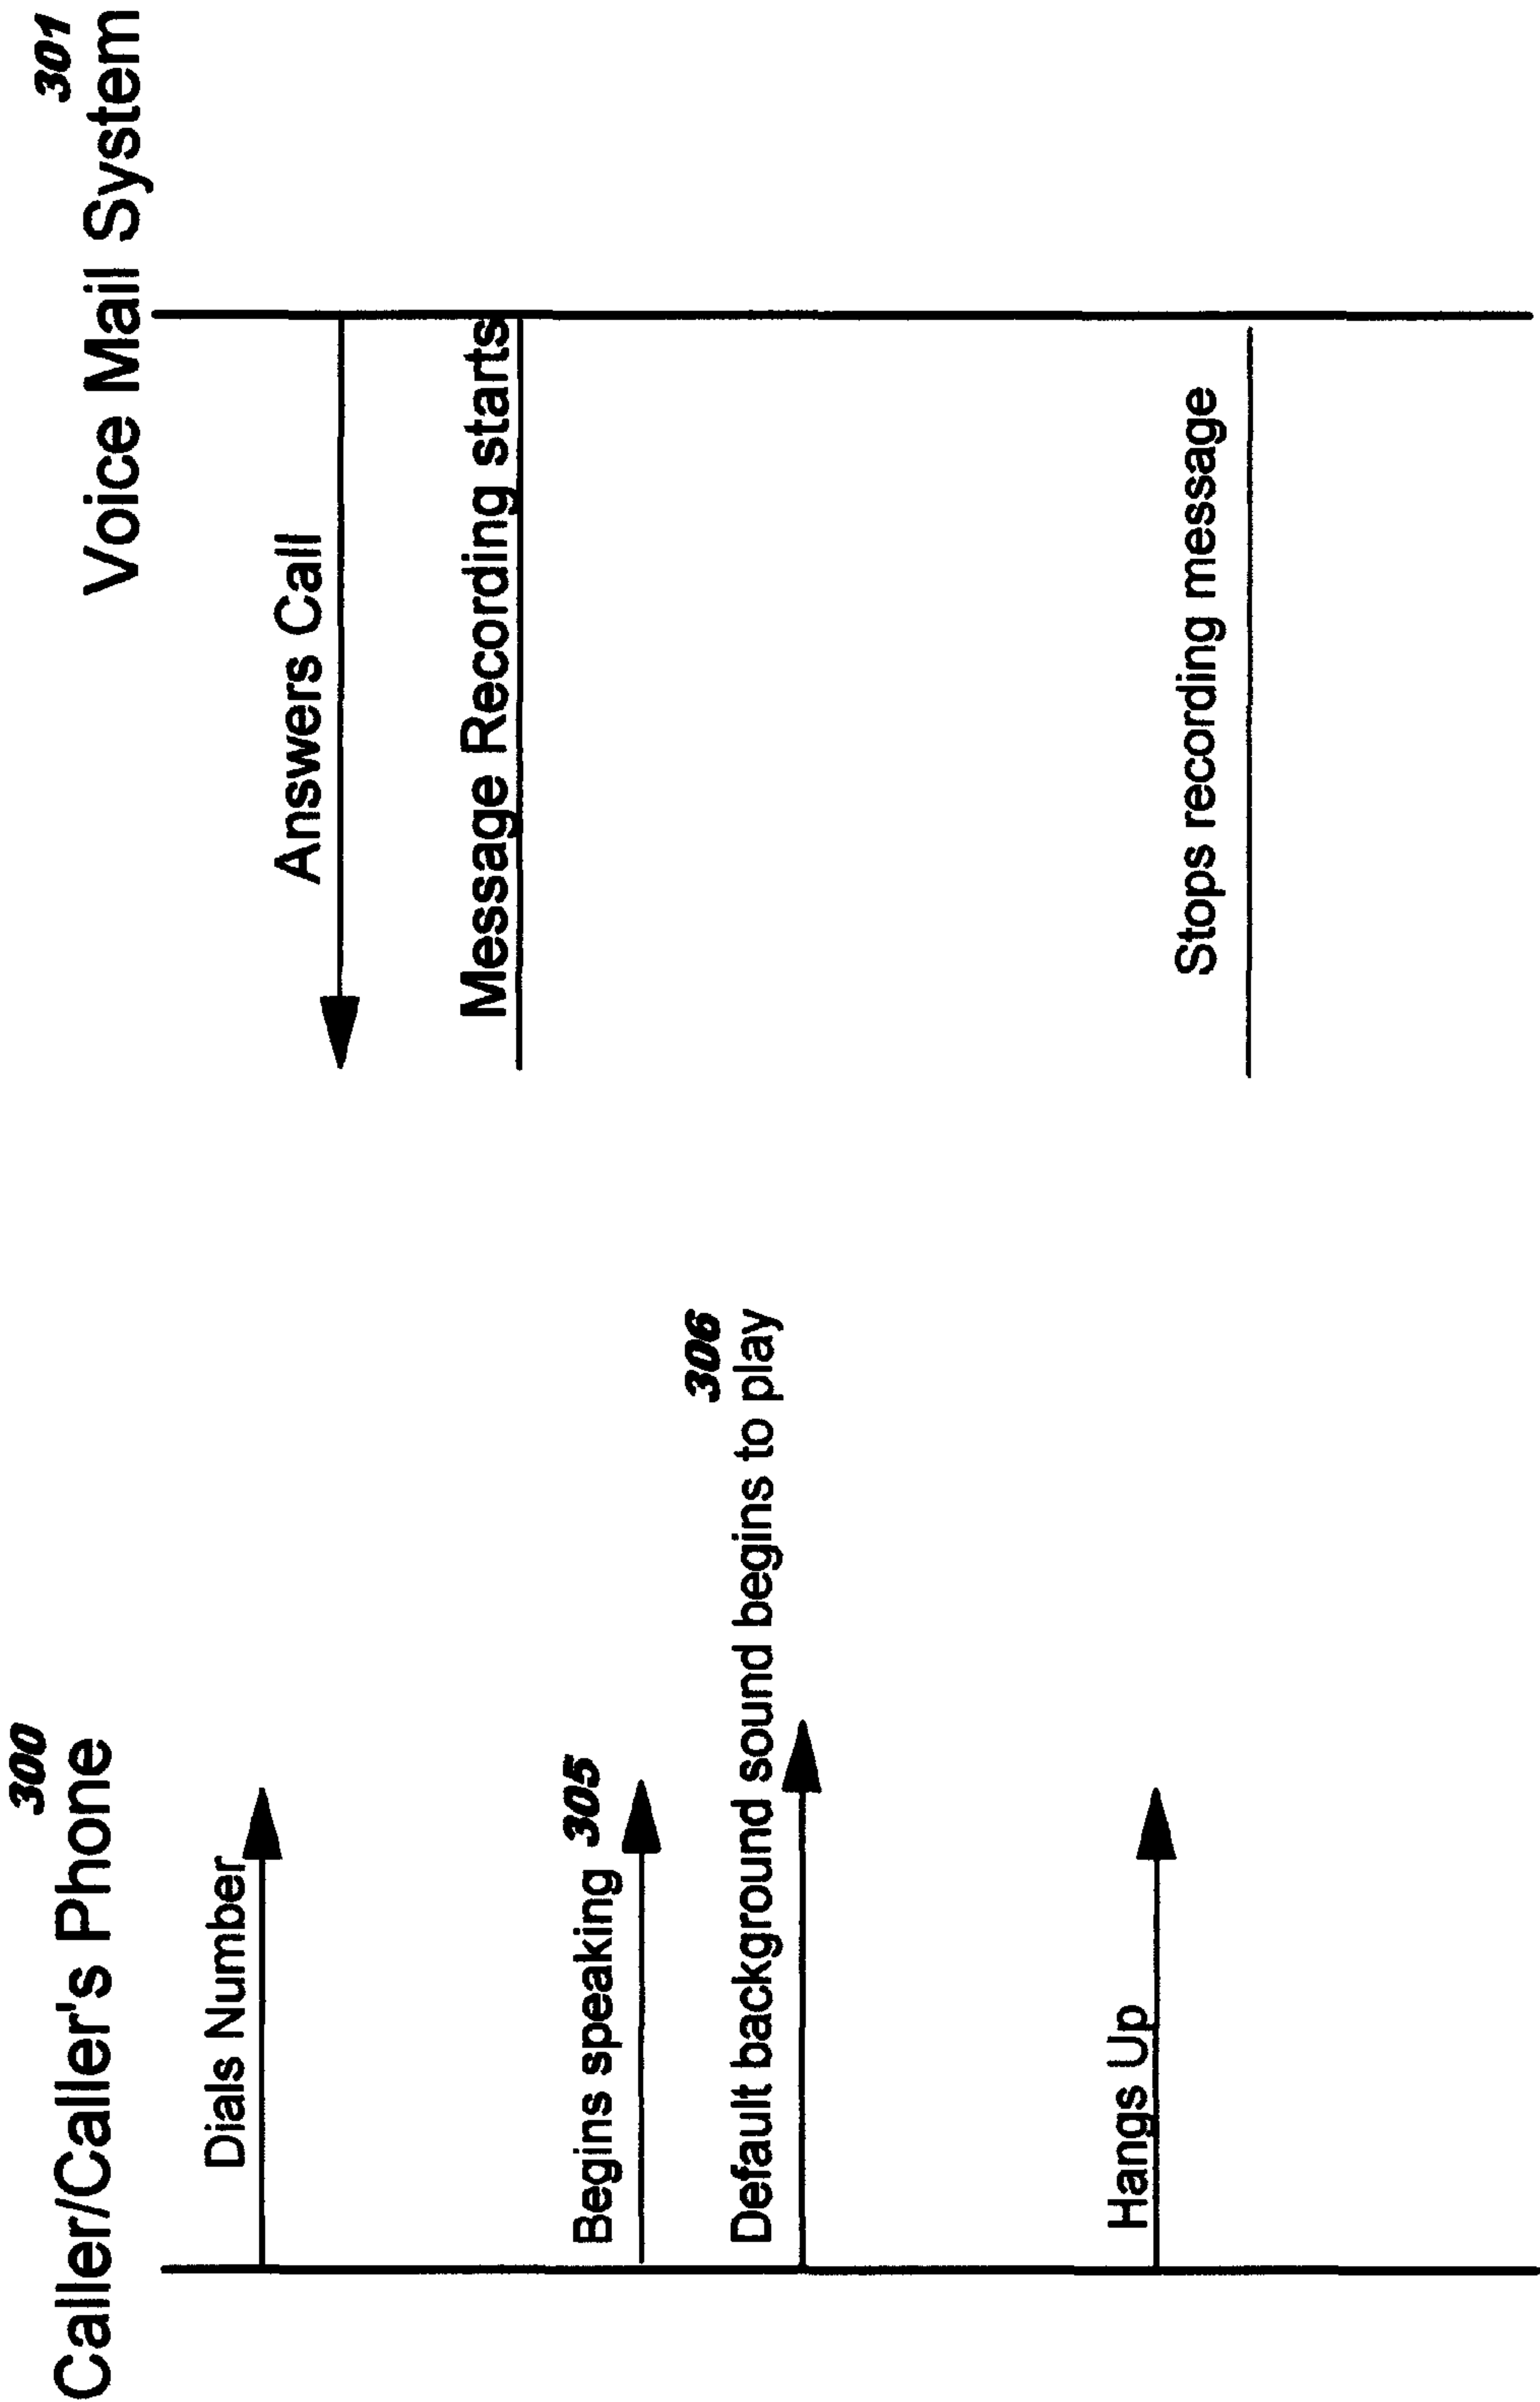 300
Caller/Caller's Phone
301
Voice Mail System
Dials Number
Answers Call
Message Recording starts
Begins speaking 305
306
Default background sound begins to play
Hangs Up
Stops recording message